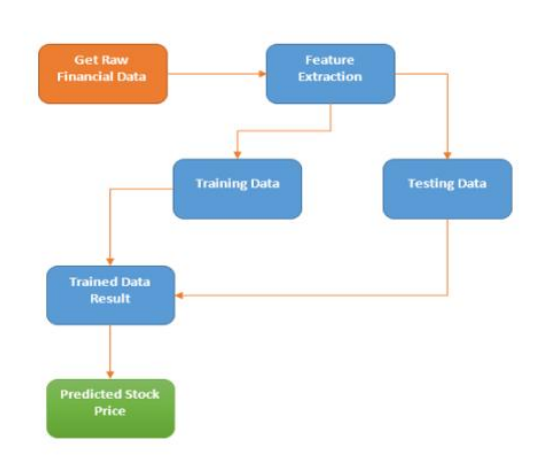 Get Raw
Financial Data
Feature
Extraction
Training Data
Testing Data
Trained Data
Result
Predicted Stock
Price